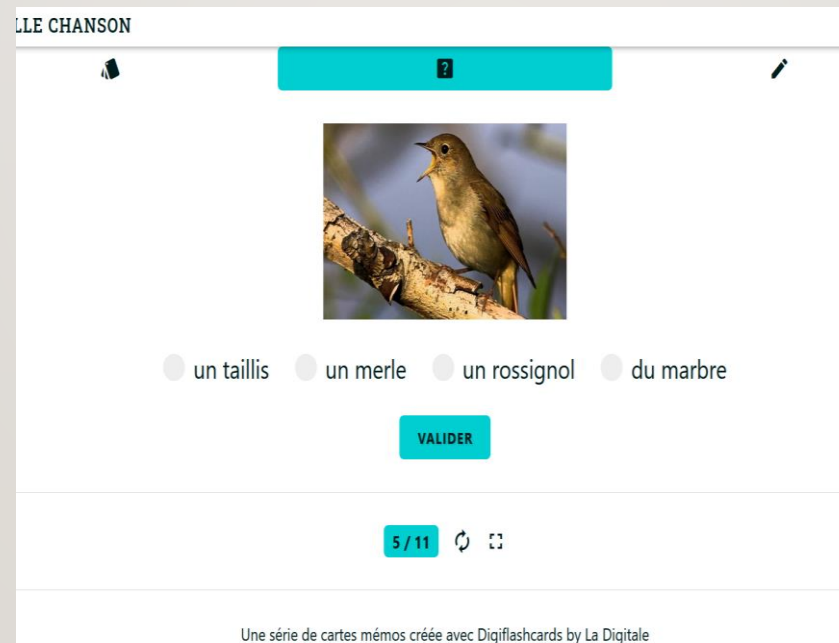 LLE CHANSON
un taillis un merle un rossignol du marbre
VALIDER
5 / 11
Une série de cartes mémos créée avec Digiflashcards by La Digitale